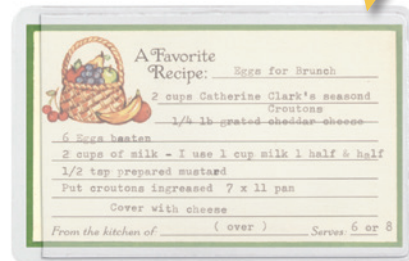 A Favorite
Recipe: Eggs for Brunch
2 cups Catherine Clark's seasond
Croutons
1/4 lb grated cheddar cheese
6 Eggs beaten
2 cups of milk - I use 1 cup milk 1 half & half
1/2 tsp prepared mustard
Put croutons ingreased 7 x 11 pan
Cover with cheese
From the kitchen of ( over ) Serves: 6 or 8